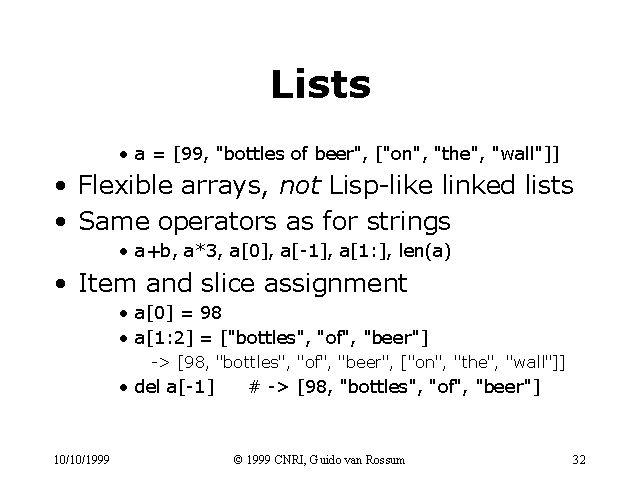 Lists
• a = [99, "bottles of beer", ["on", "the", "wall"]]
• Flexible arrays, not Lisp-like linked lists
• Same operators as for strings
• a+b, a*3, a[0], a[-1], a[1:], len(a)
• Item and slice assignment
• a[0] = 98
• a[1:2] = ["bottles", "of", "beer"]
-> [98, "bottles", "of", "beer", ["on", "the", "wall"]]
• del a[-1] # -> [98, "bottles", "of", "beer"]
10/10/1999 © 1999 CNRI, Guido van Rossum 32